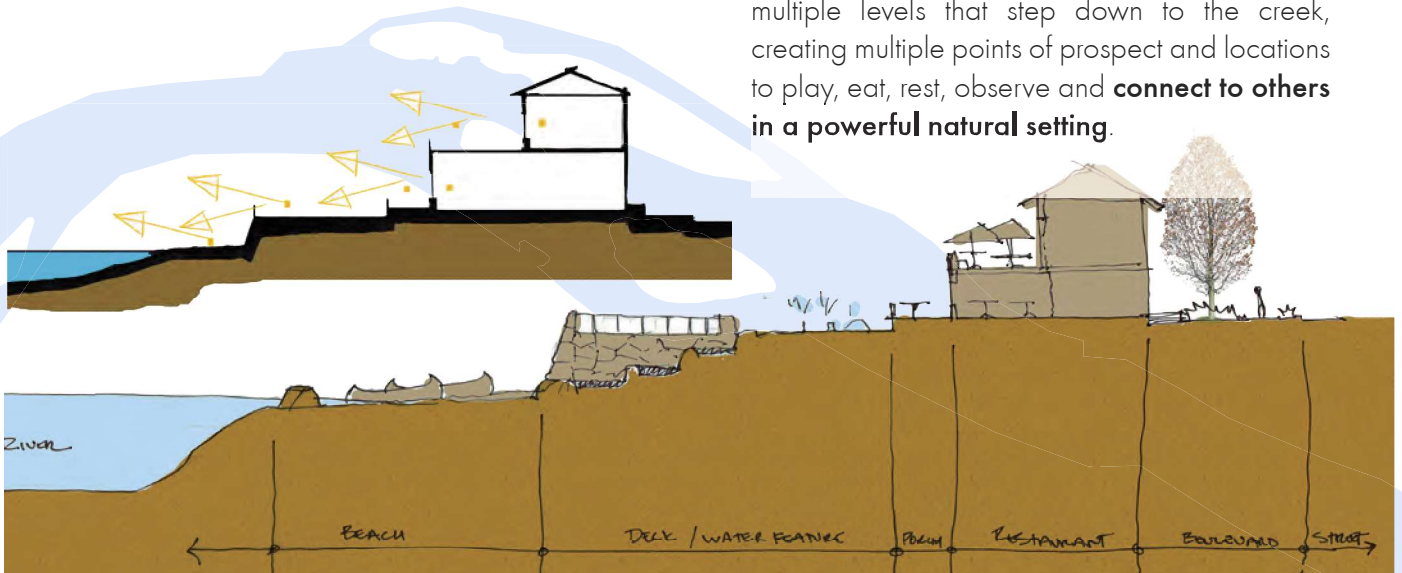 multiple levels that step down to the creek,
creating multiple points of prospect and locations
to play, eat, rest, observe and connect to others
in a powerful natural setting.
RIVER
BEACH
DECK / WATER FEATURE
PORCH
RESTAURANT
BOULEVARD
STREET